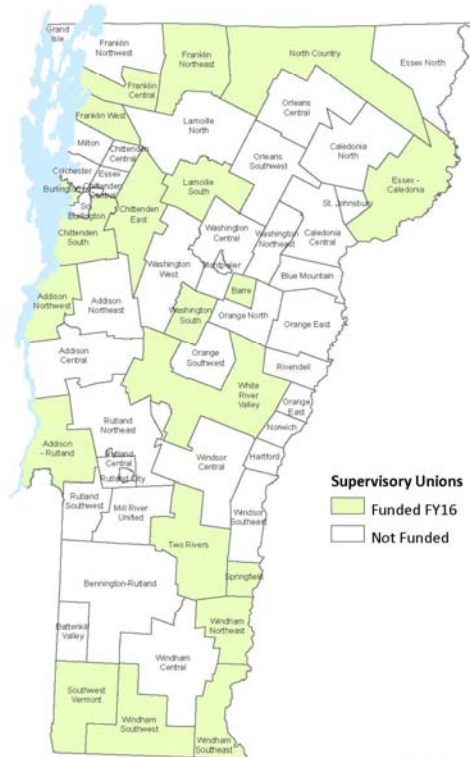 Grand
Isle
Franklin
Northwest
Franklin
Northeast
North Country
Essex North
Franklin
Central
Franklin West
Lamoille
North
Orleans
Central
Caledonia
North
Milton
Chittenden
Central
Orleans
Southwest
Essex -
Caledonia
Colchester
Essex
Burlington
Chittenden
Central
So
Burlington
Chittenden
East
Lamoille
South
St. Johnsbury
Chittenden
South
Washington
Central
Washington
Northeast
Caledonia
Central
Washington
West
Montpelier
Blue Mountain
Addison
Northwest
Addison
Northeast
Barre
Washington
South
Orange North
Orange East
Addison
Central
Orange
Southwest
Rivendell
White
River
Valley
Orange
East
Norwich
Addison
- Rutland
Rutland
Northeast
Rutland
Central
Rutland City
Windsor
Central
Hartford
Rutland
Southwest
Mill River
Unified
Windsor
Southeast
Supervisory Unions
Funded FY16
Not Funded
Two Rivers
Bennington-Rutland
Springfield
Battenkill
Valley
Windham
Northeast
Windham
Central
Southwest
Vermont
Windham
Southwest
Windham
Southeast